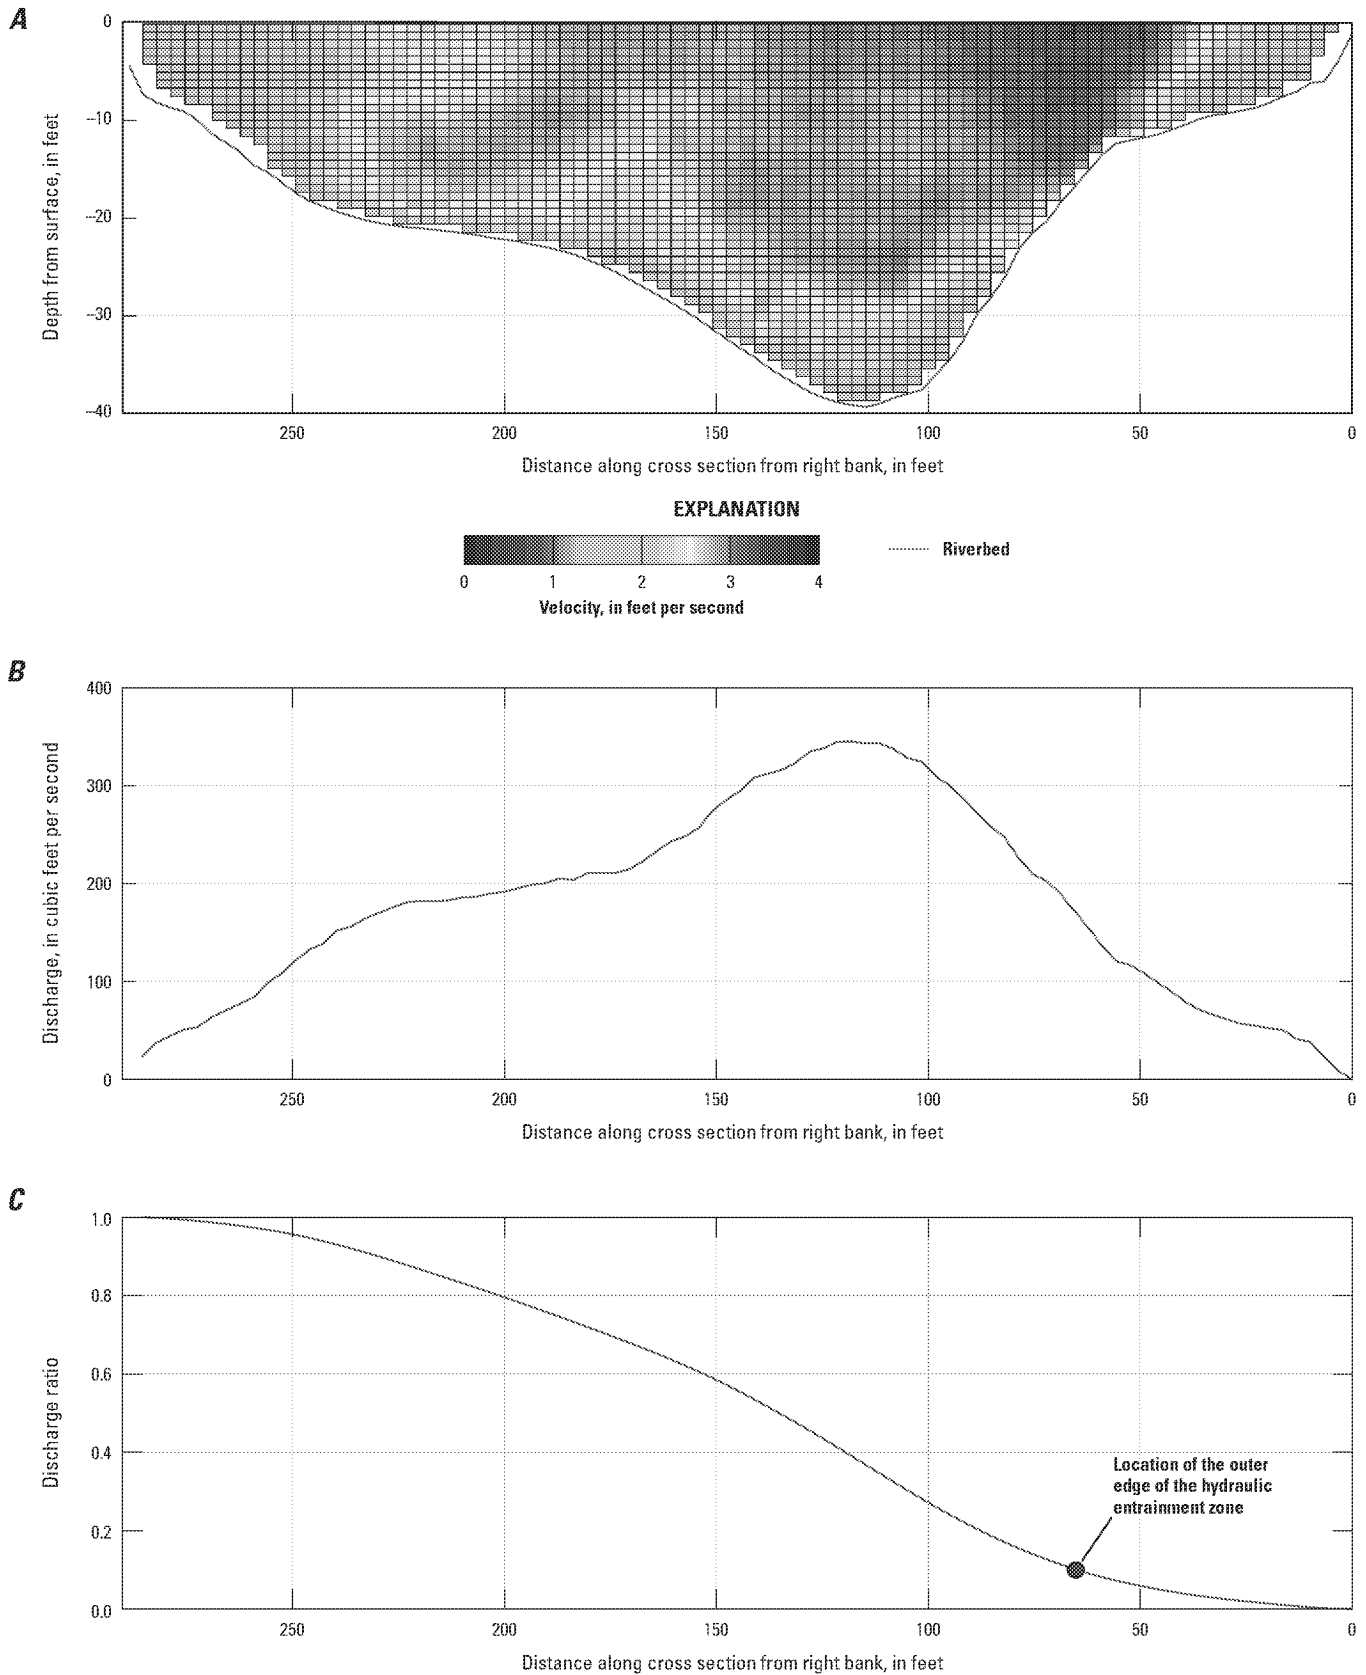 A
0
–10
–20
–30
–40
Depth from surface, in feet
250 200 150 100 50 0
Distance along cross section from right bank, in feet
EXPLANATION
0 1 2 3 4
Velocity, in feet per second
Riverbed
B
400
300
200
100
0
Discharge, in cubic feet per second
250 200 150 100 50 0
Distance along cross section from right bank, in feet
C
1.0
0.8
0.6
0.4
0.2
0.0
Discharge ratio
Location of the outer
edge of the hydraulic
entrainment zone
250 200 150 100 50 0
Distance along cross section from right bank, in feet